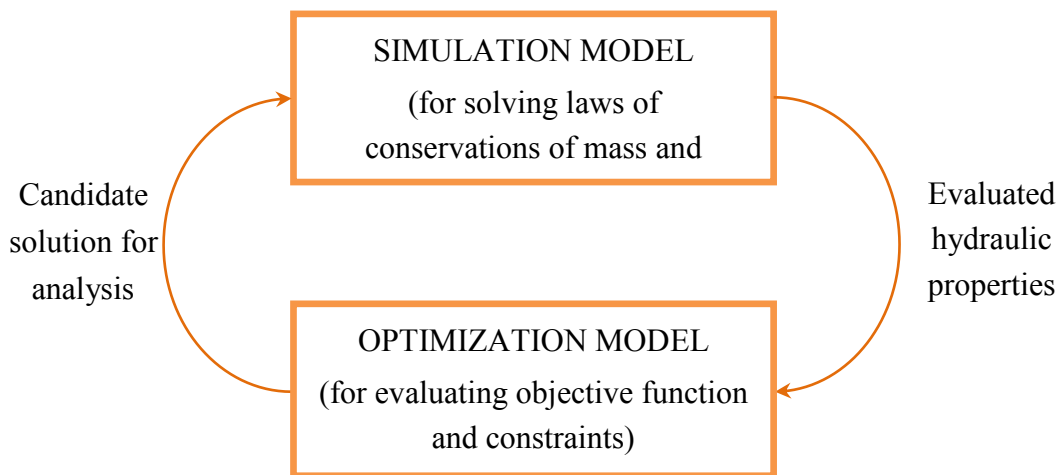 SIMULATION MODEL
(for solving laws of
conservations of mass and
Candidate
solution for
analysis
Evaluated
hydraulic
properties
OPTIMIZATION MODEL
(for evaluating objective function
and constraints)